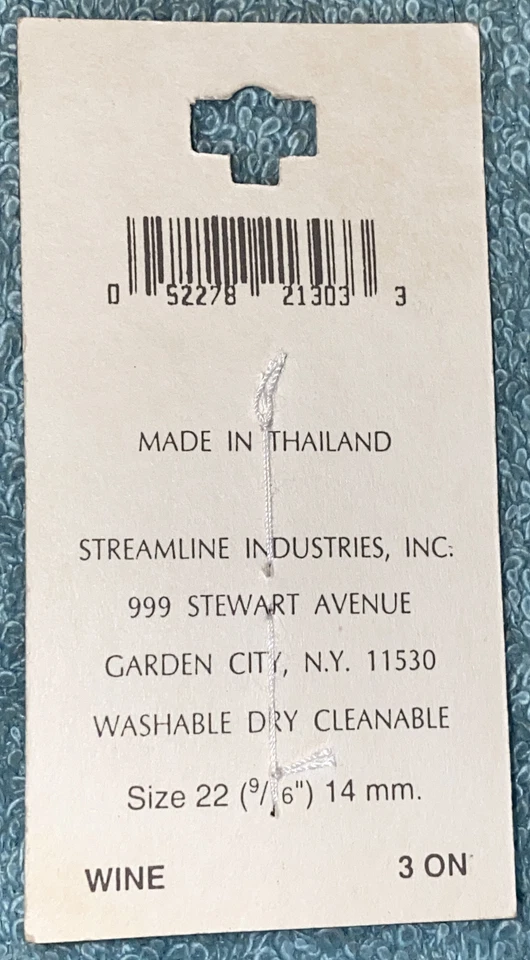 0 52278 21303 3
MADE IN THAILAND
STREAMLINE INDUSTRIES, INC.
999 STEWART AVENUE
GARDEN CITY, N.Y. 11530
WASHABLE DRY CLEANABLE
Size 22 (9/16") 14 mm.
WINE 3 ON